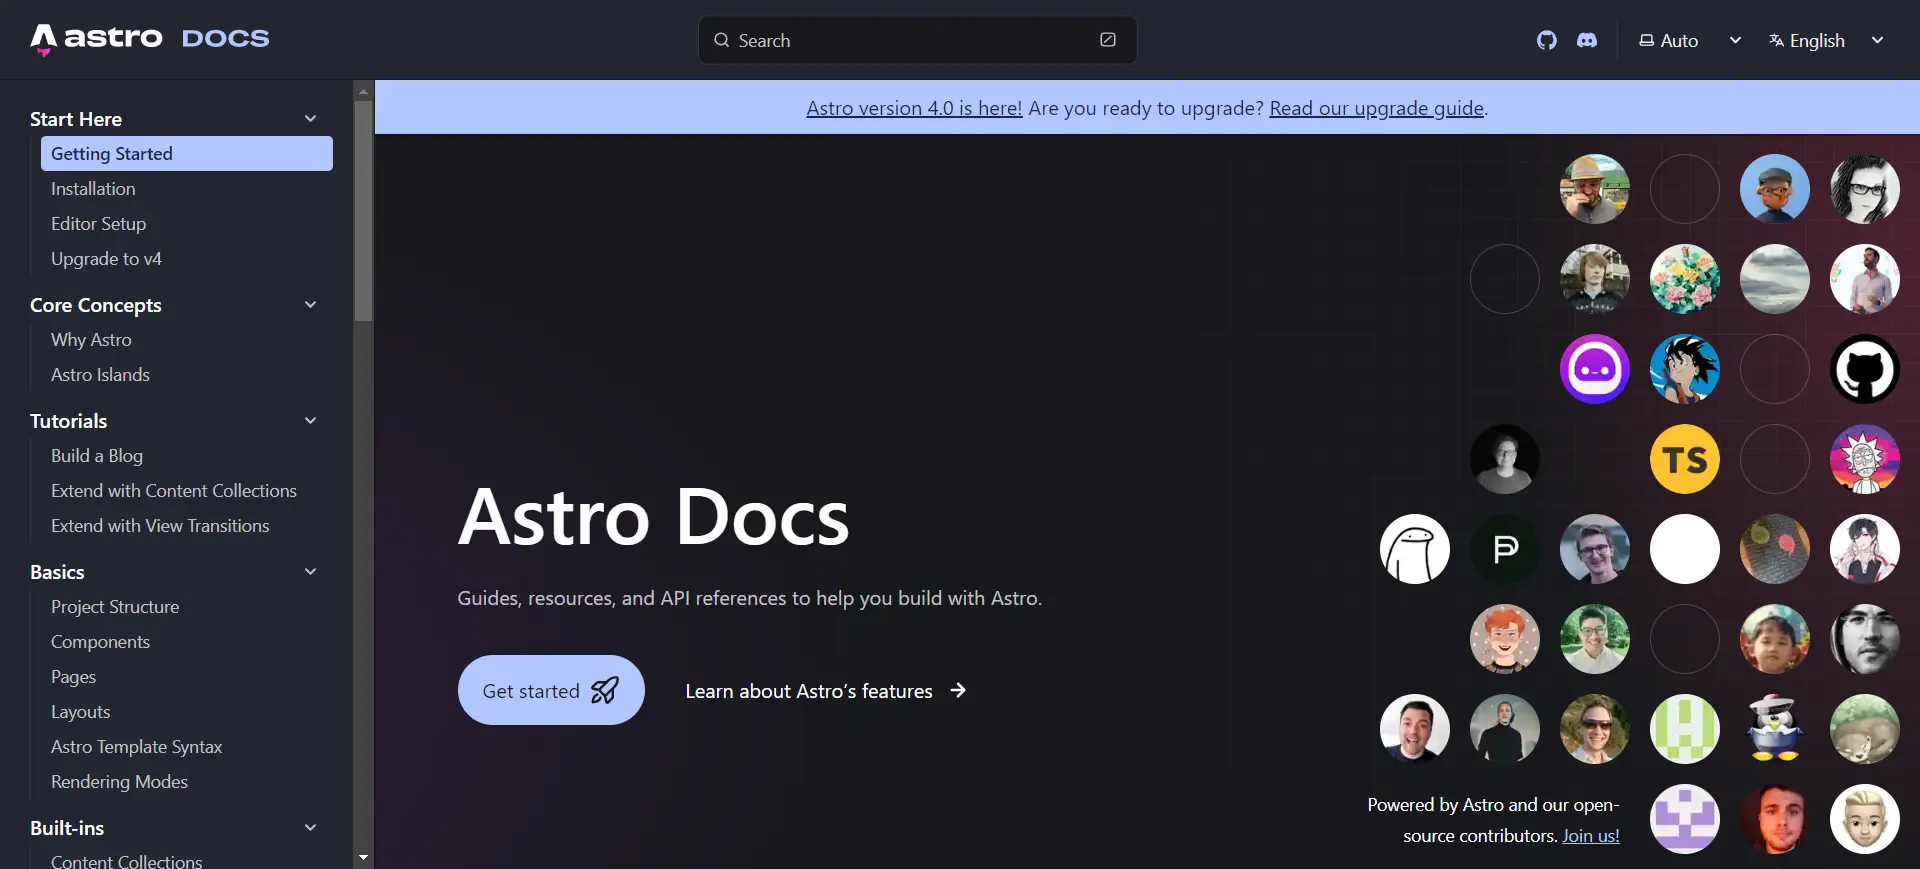 astro DOCS
Search
Auto
English
Start Here
Getting Started
Installation
Editor Setup
Upgrade to v4
Core Concepts
Why Astro
Astro Islands
Tutorials
Build a Blog
Extend with Content Collections
Extend with View Transitions
Basics
Project Structure
Components
Pages
Layouts
Astro Template Syntax
Rendering Modes
Built-ins
Content Collections
Astro version 4.0 is here! Are you ready to upgrade? Read our upgrade guide.
Astro Docs
Guides, resources, and API references to help you build with Astro.
Get started
Learn about Astro’s features
TS
P
Powered by Astro and our open-
source contributors. Join us!